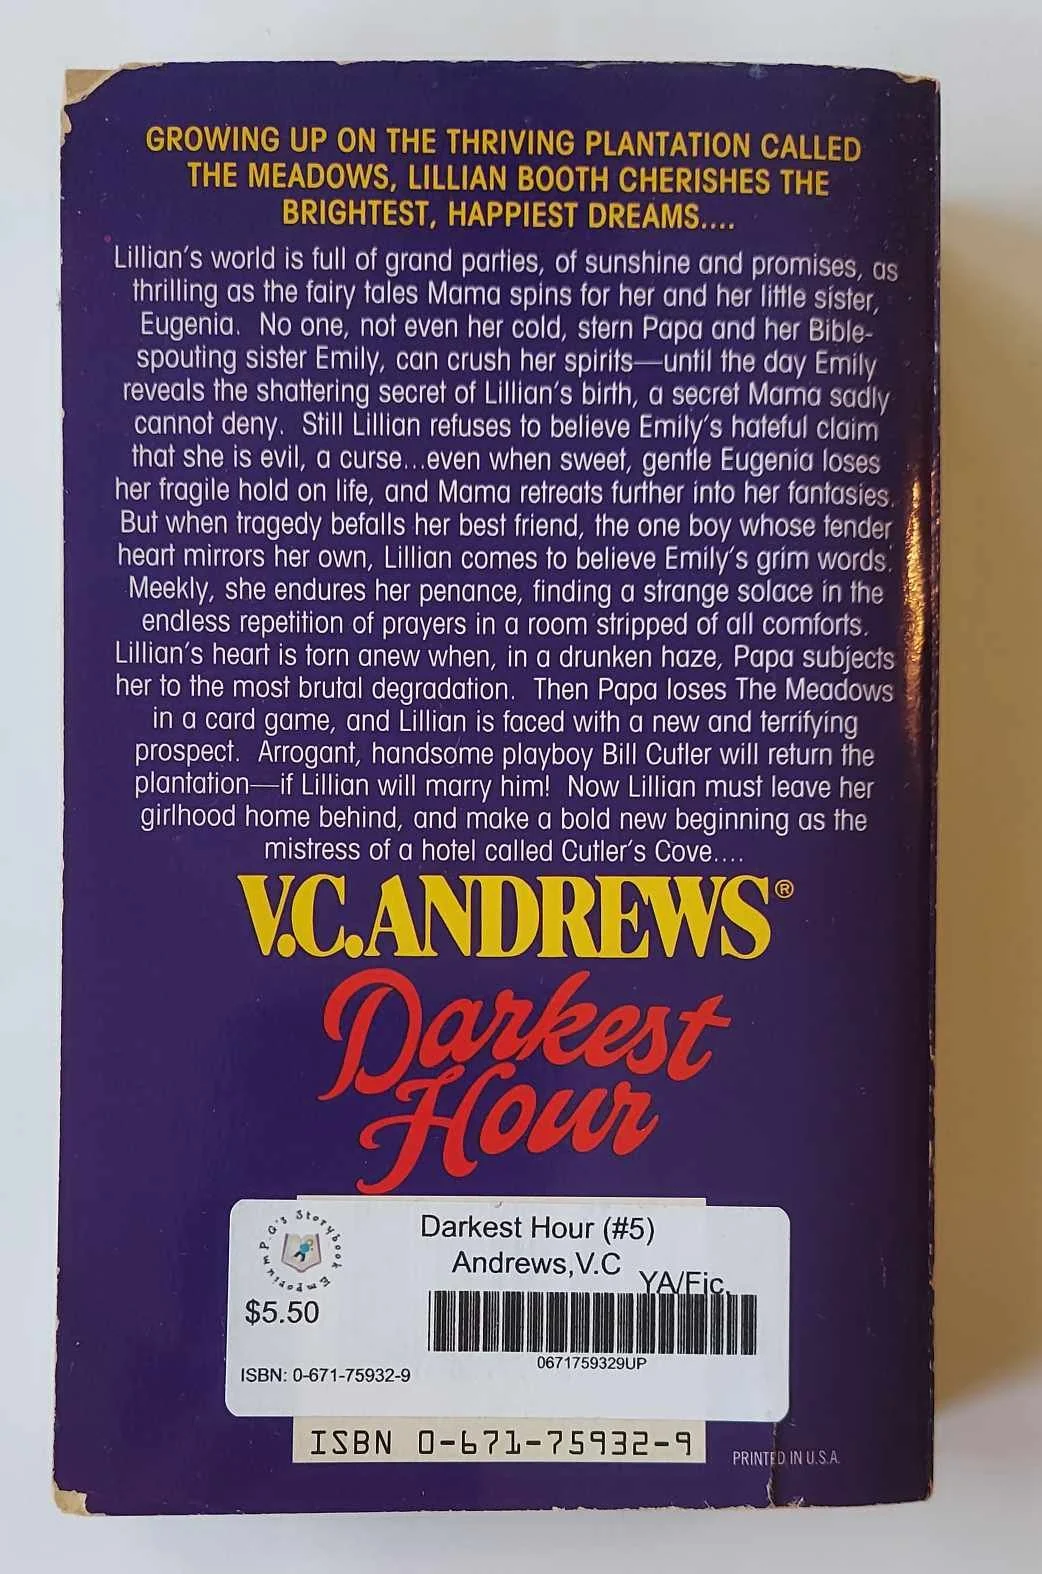 GROWING UP ON THE THRIVING PLANTATION CALLED
THE MEADOWS, LILLIAN BOOTH CHERISHES THE
BRIGHTEST, HAPPIEST DREAMS....
Lillian's world is full of grand parties, of sunshine and promises, as
thrilling as the fairy tales Mama spins for her and her little sister,
Eugenia. No one, not even her cold, stern Papa and her Bible-
spouting sister Emily, can crush her spirits—until the day Emily
reveals the shattering secret of Lillian's birth, a secret Mama sadly
cannot deny. Still Lillian refuses to believe Emily's hateful claim
that she is evil, a curse...even when sweet, gentle Eugenia loses
her fragile hold on life, and Mama retreats further into her fantasies.
But when tragedy befalls her best friend, the one boy whose tender
heart mirrors her own, Lillian comes to believe Emily's grim words.
Meekly, she endures her penance, finding a strange solace in the
endless repetition of prayers in a room stripped of all comforts.
Lillian's heart is torn anew when, in a drunken haze, Papa subjects
her to the most brutal degradation. Then Papa loses The Meadows
in a card game, and Lillian is faced with a new and terrifying
prospect. Arrogant, handsome playboy Bill Cutler will return the
plantation—if Lillian will marry him! Now Lillian must leave her
girlhood home behind, and make a bold new beginning as the
mistress of a hotel called Cutler's Cove....
V.C. ANDREWS®
Darkest
Hour
P.G's Storybook Emporium
Darkest Hour (#5)
Andrews,V.C
YA/Fic.
$5.50
0671759329UP
ISBN: 0-671-75932-9
ISBN 0-671-75932-9
PRINTED IN U.S.A.